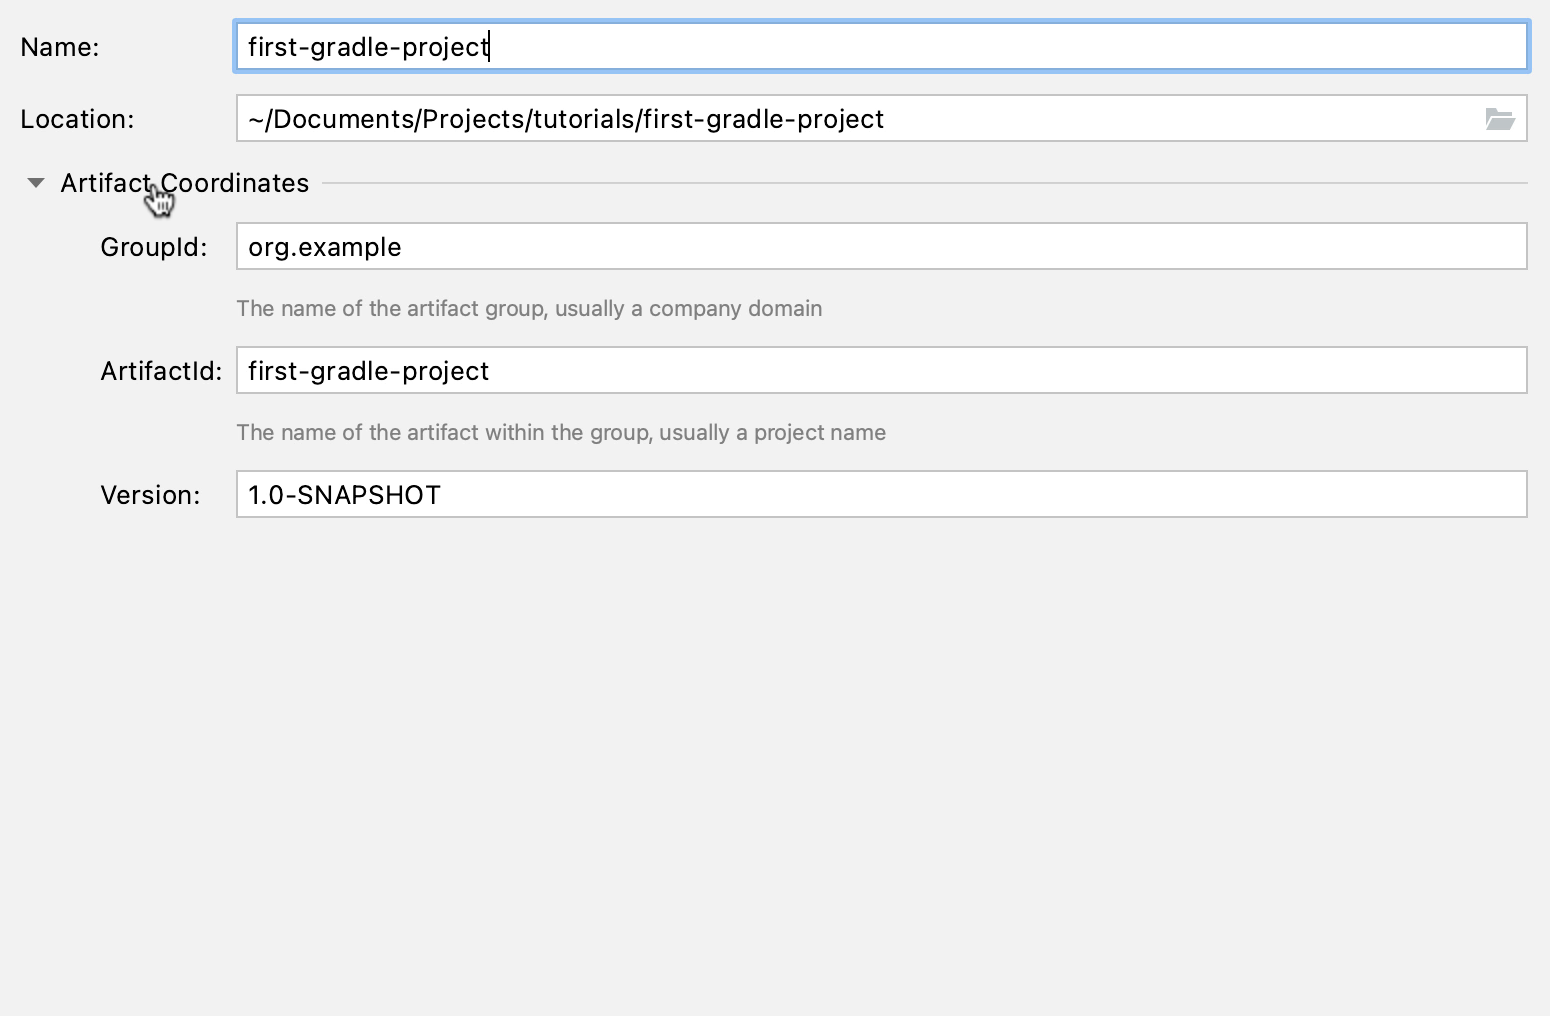 Name: first-gradle-project
Location: ~/Documents/Projects/tutorials/first-gradle-project
Artifact Coordinates
GroupId: org.example
The name of the artifact group, usually a company domain
ArtifactId: first-gradle-project
The name of the artifact within the group, usually a project name
Version: 1.0-SNAPSHOT